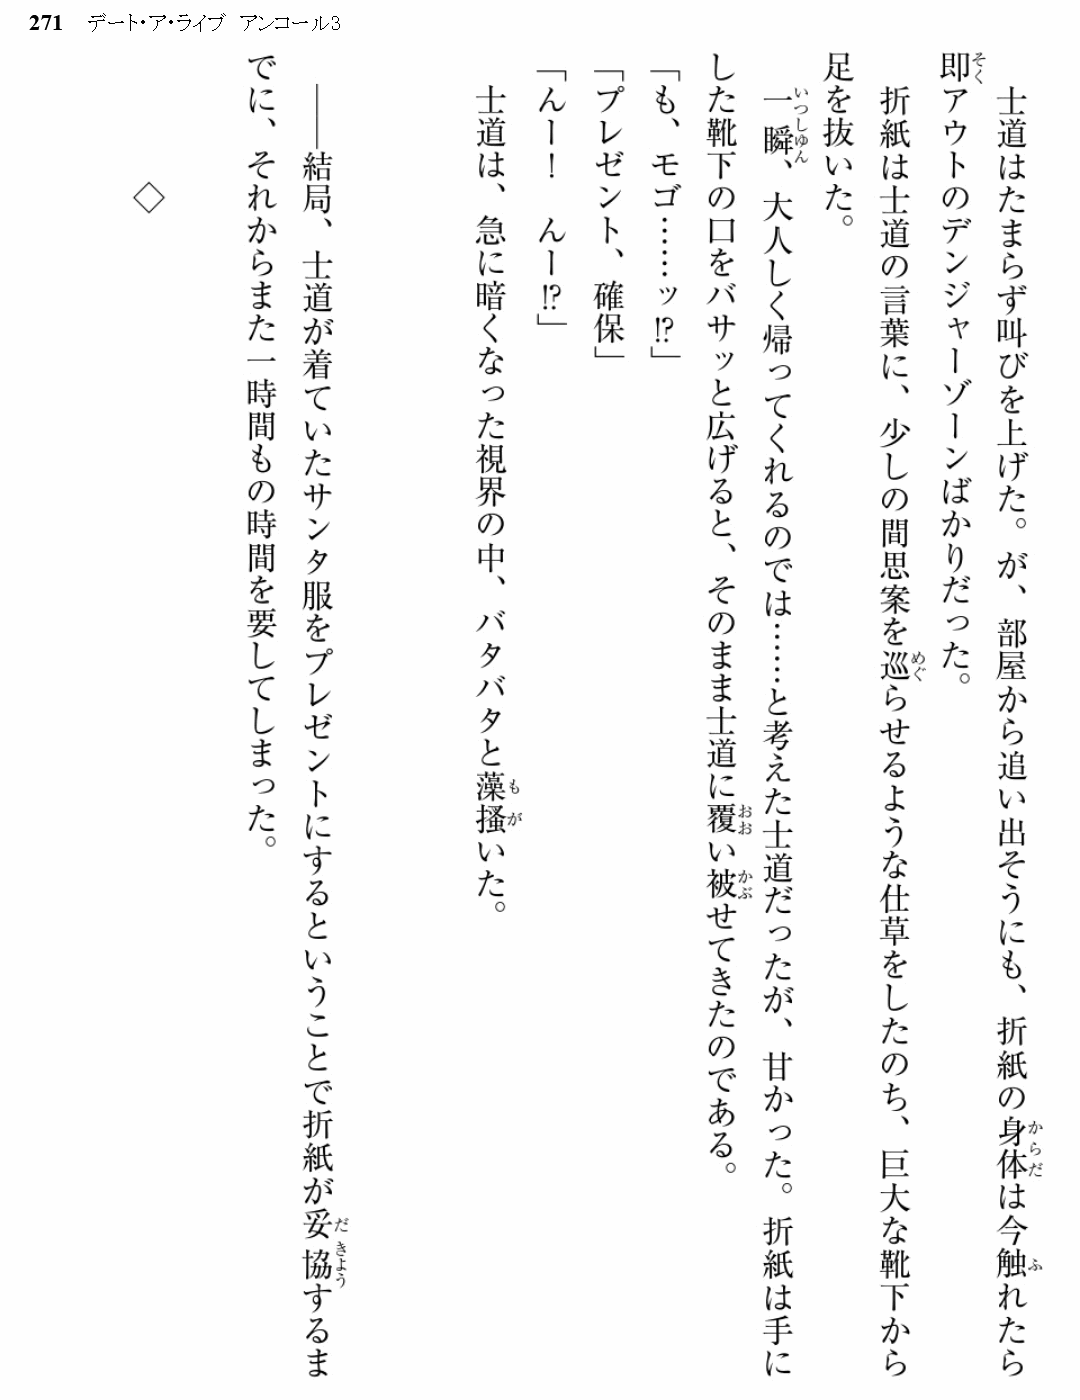 271 デート・ア・ライブ アンコール3
士道はたまらず叫びを上げた。が、部屋から追い出そうにも、折紙の身体は今触れたら
即アウトのデンジャーゾーンばかりだった。
折紙は士道の言葉に、少しの間思案を巡らせるような仕草をしたのち、巨大な靴下から
足を抜いた。
一瞬、大人しく帰ってくれるのでは……と考えた士道だったが、甘かった。折紙は手に
した靴下の口をバサッと広げると、そのまま士道に覆い被せてきたのである。
「も、モゴ……ッ!?」
「プレゼント、確保」
「んー！　んー!?」
士道は、急に暗くなった視界の中、バタバタと藻掻いた。
――結局、士道が着ていたサンタ服をプレゼントにするということで折紙が妥協するま
でに、それからまた一時間もの時間を要してしまった。
◇